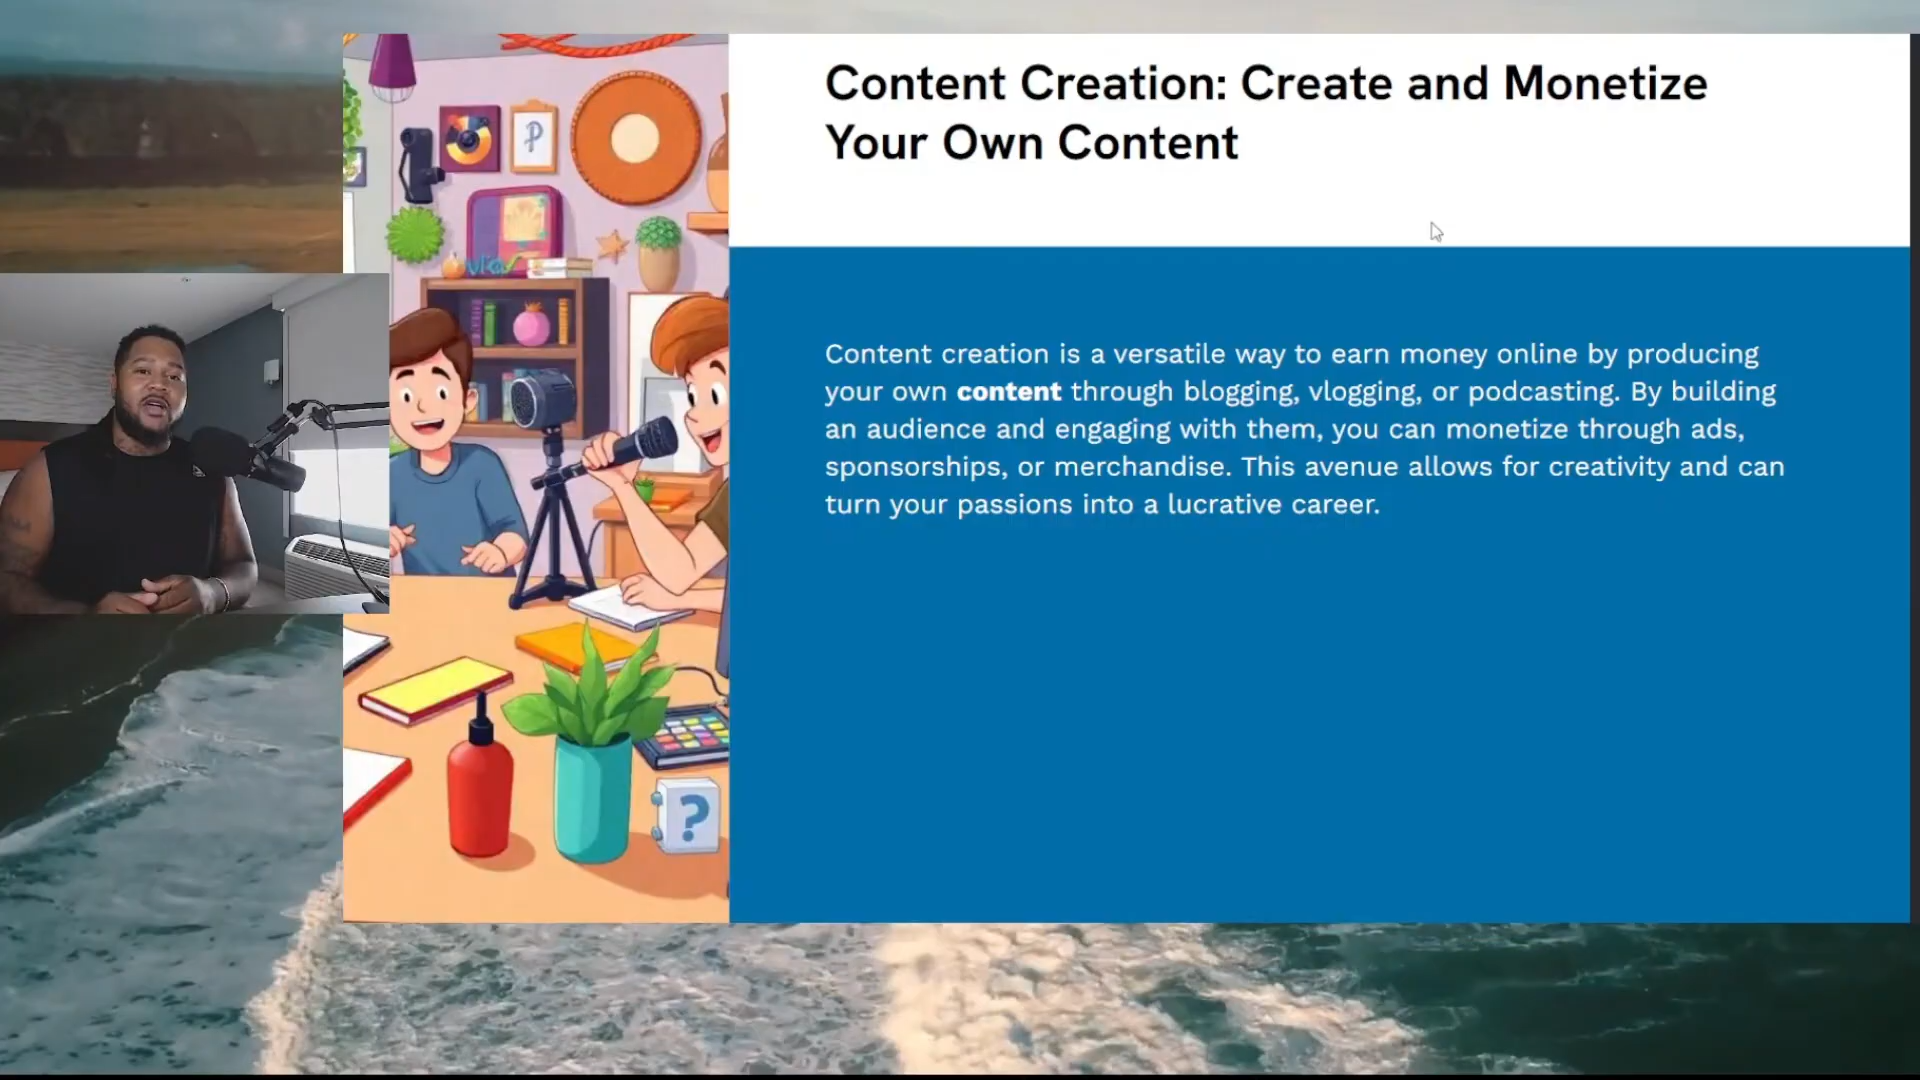 Content Creation: Create and Monetize
Your Own Content
Content creation is a versatile way to earn money online by producing
your own content through blogging, vlogging, or podcasting. By building
an audience and engaging with them, you can monetize through ads,
sponsorships, or merchandise. This avenue allows for creativity and can
turn your passions into a lucrative career.
P
?